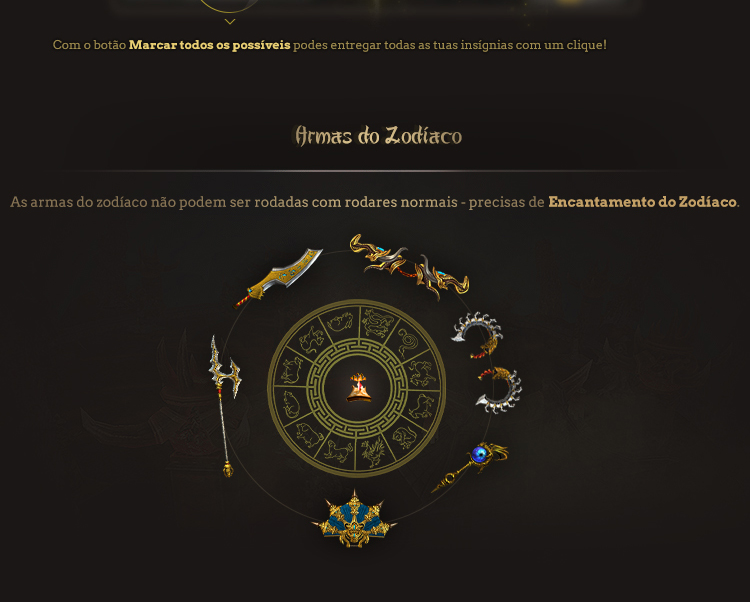 Com o botão Marcar todos os possíveis podes entregar todas as tuas insígnias com um clique!
Armas do Zodíaco
As armas do zodíaco não podem ser rodadas com rodares normais - precisas de Encantamento do Zodíaco.